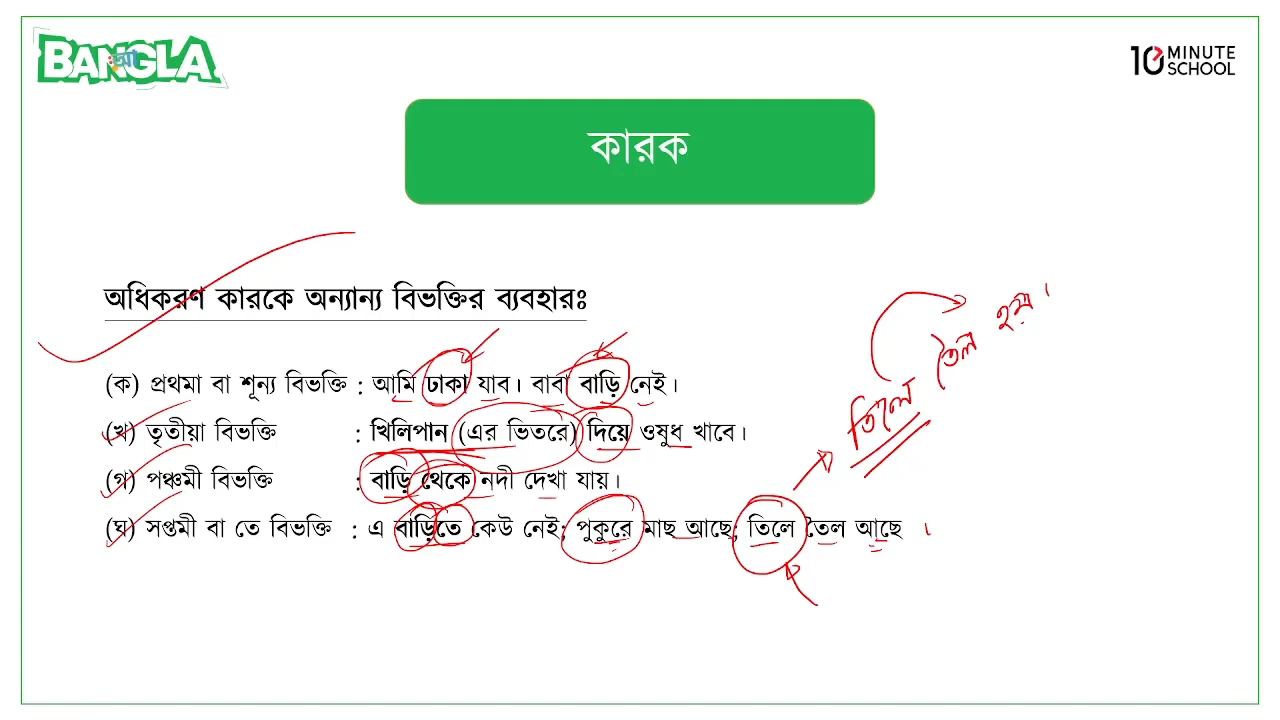 BANGLA
আ
10 MINUTE SCHOOL
কারক
অধিকরণ কারকে অন্যান্য বিভক্তির ব্যবহারঃ
(ক) প্রথমা বা শূন্য বিভক্তি : আমি ঢাকা যাব। বাবা বাড়ি নেই।
(খ) তৃতীয়া বিভক্তি : খিলিপান (এর ভিতরে) দিয়ে ওষুধ খাবে।
(গ) পঞ্চমী বিভক্তি : বাড়ি থেকে নদী দেখা যায়।
(ঘ) সপ্তমী বা তে বিভক্তি : এ বাড়িতে কেউ নেই; পুকুরে মাছ আছে; তিলে তৈল আছে ।
তিলে তৈল হয়।